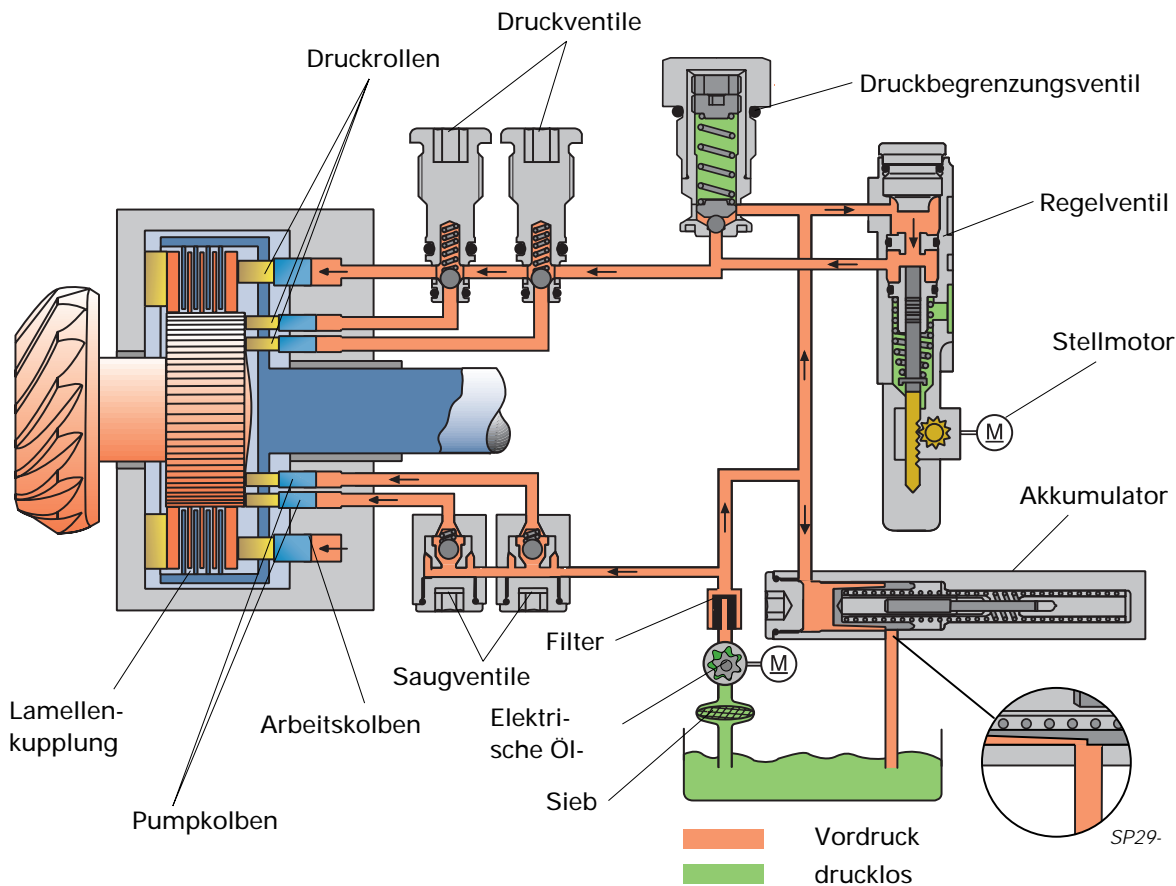 Druckventile
Druckrollen
Druckbegrenzungsventil
Regelventil
Stellmotor
M
Akkumulator
Filter
M
Saugventile
Lamellen-
kupplung
Arbeitskolben
Elektri-
sche Öl-
Sieb
Pumpkolben
Vordruck
SP29-
drucklos